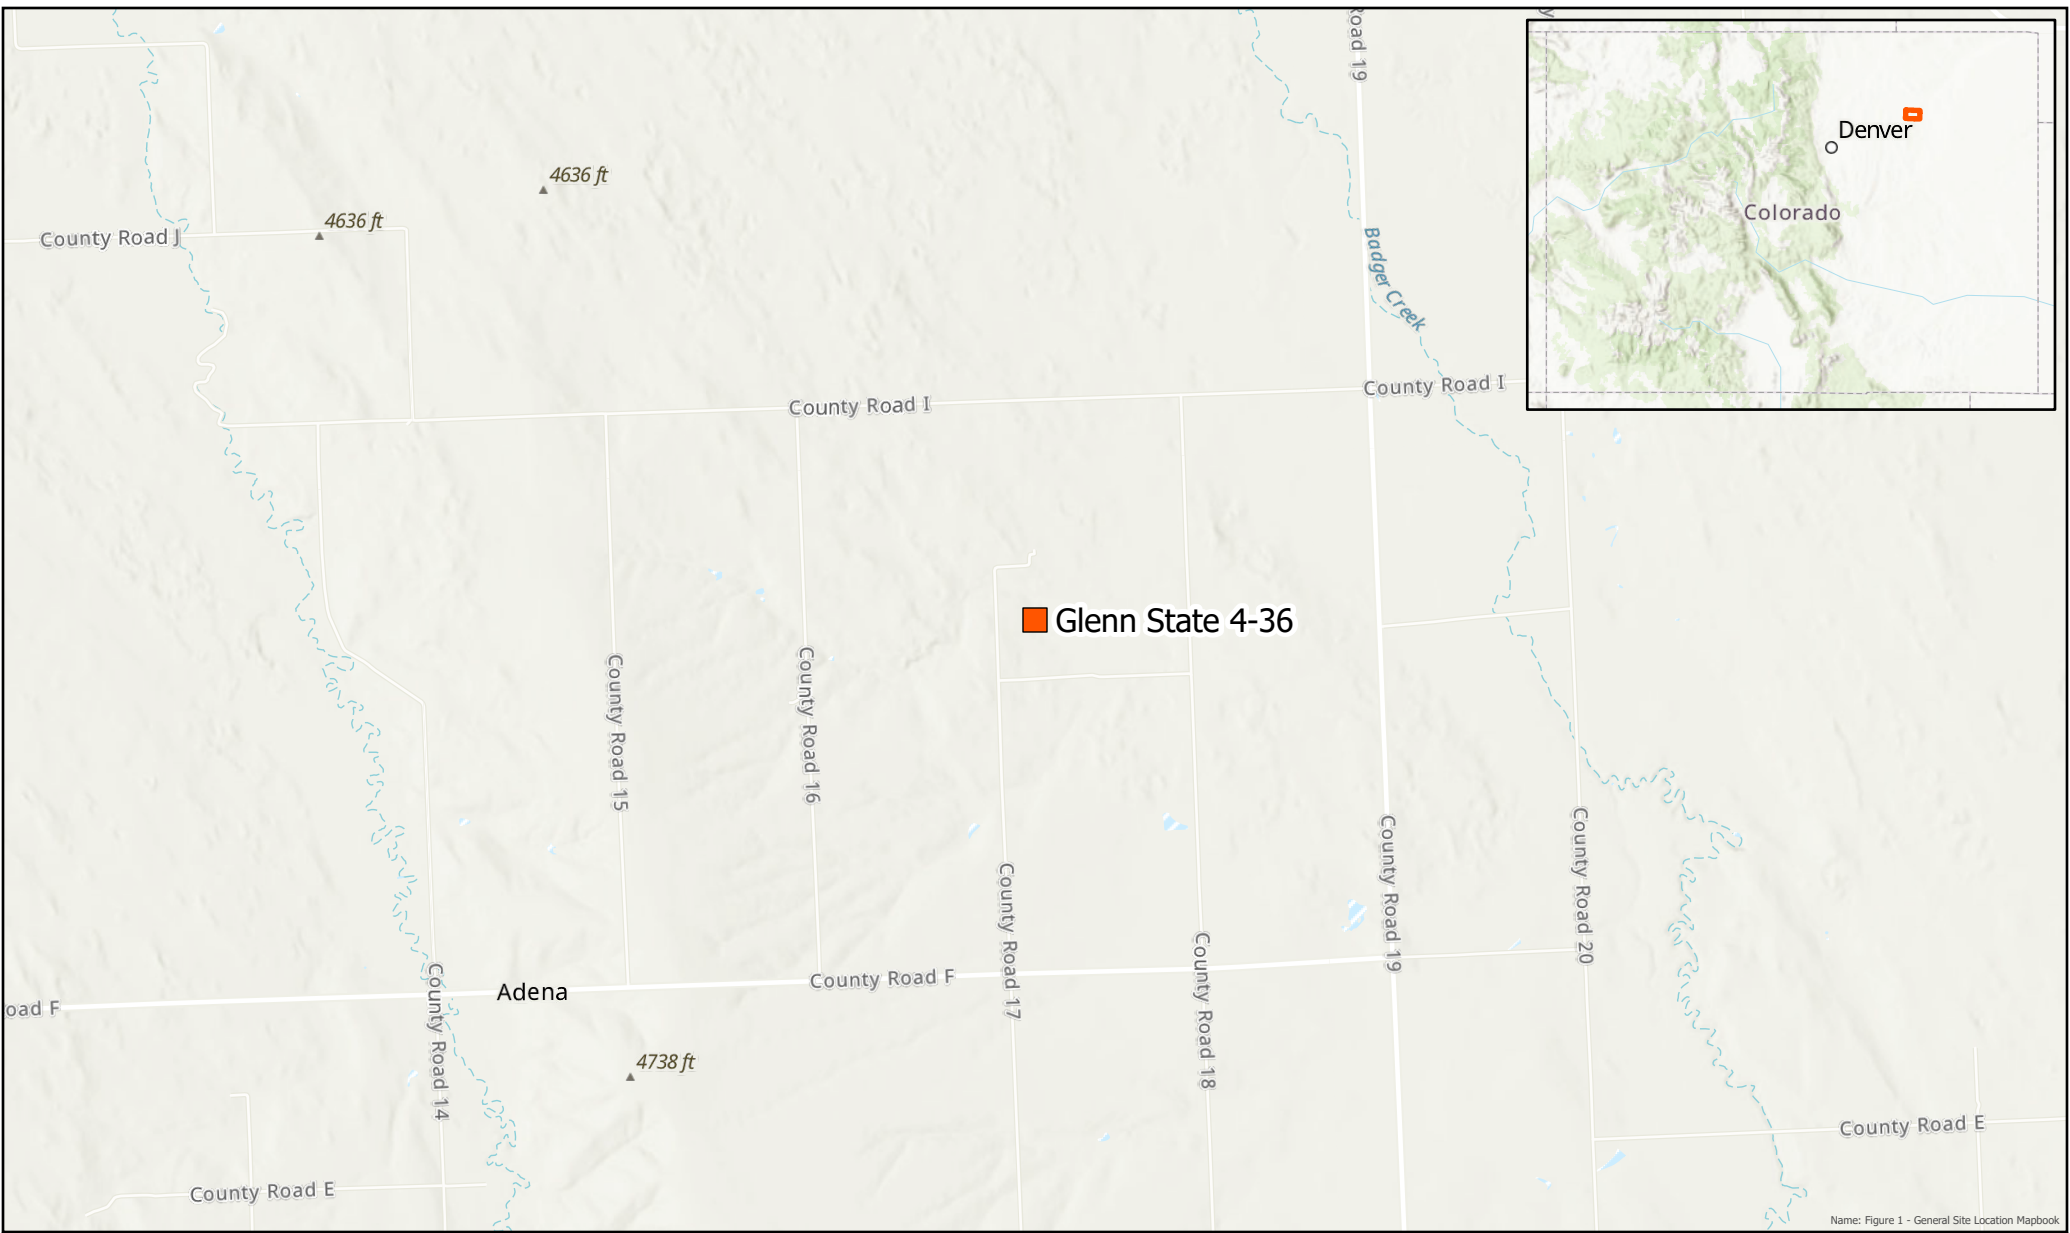 Road 19
Denver
Colorado
4636 ft
4636 ft
County Road J
Badger Creek
County Road I
County Road I
Glenn State 4-36
County Road 15
County Road 16
County Road 19
County Road 20
County Road 17
County Road 18
County Road 14
County Road F
Adena
oad F
4738 ft
County Road E
County Road E
Name: Figure 1 - General Site Location Mapbook